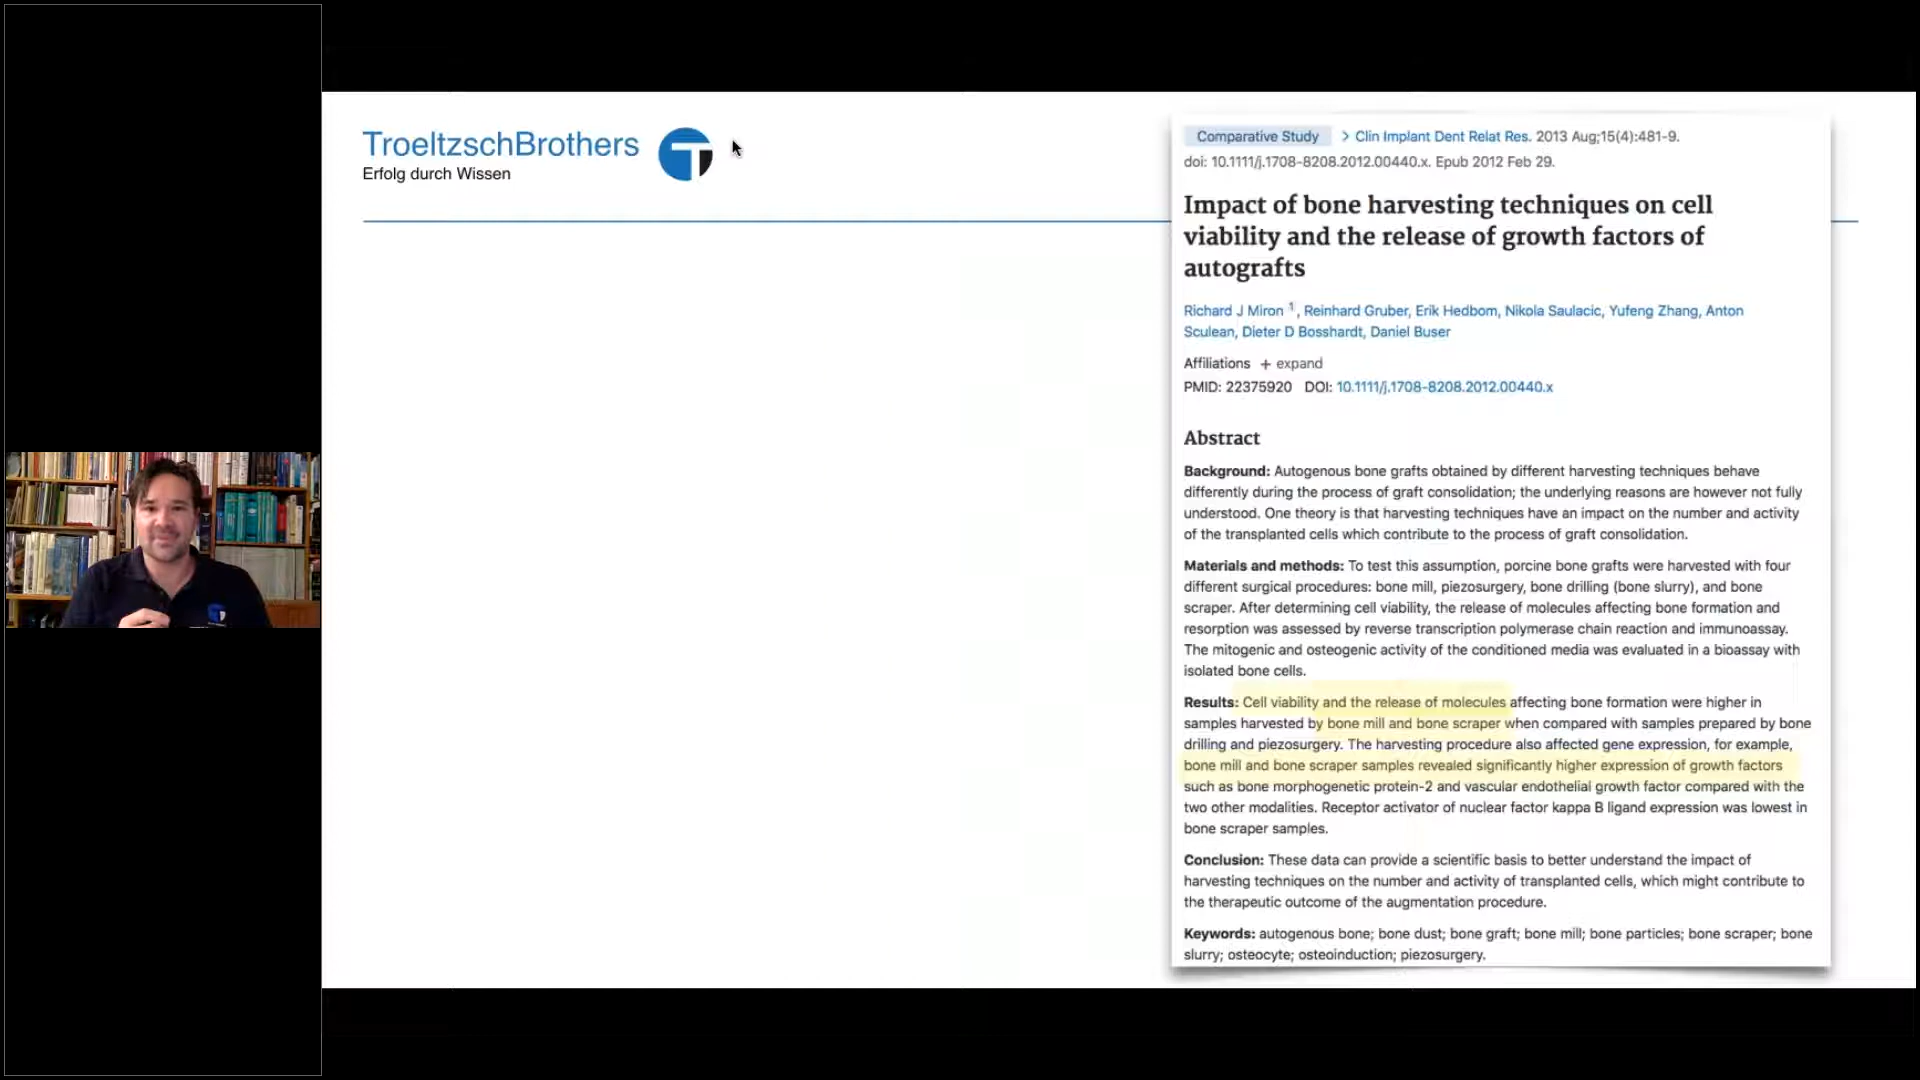 TroeltzschBrothers
Erfolg durch Wissen
Comparative Study > Clin Implant Dent Relat Res. 2013 Aug;15(4):481-9.
doi: 10.1111/j.1708-8208.2012.00440.x. Epub 2012 Feb 29.
Impact of bone harvesting techniques on cell
viability and the release of growth factors of
autografts
Richard J Miron 1, Reinhard Gruber, Erik Hedbom, Nikola Saulacic, Yufeng Zhang, Anton
Sculean, Dieter D Bosshardt, Daniel Buser
Affiliations + expand
PMID: 22375920 DOI: 10.1111/j.1708-8208.2012.00440.x
Abstract
Background: Autogenous bone grafts obtained by different harvesting techniques behave
differently during the process of graft consolidation; the underlying reasons are however not fully
understood. One theory is that harvesting techniques have an impact on the number and activity
of the transplanted cells which contribute to the process of graft consolidation.
Materials and methods: To test this assumption, porcine bone grafts were harvested with four
different surgical procedures: bone mill, piezosurgery, bone drilling (bone slurry), and bone
scraper. After determining cell viability, the release of molecules affecting bone formation and
resorption was assessed by reverse transcription polymerase chain reaction and immunoassay.
The mitogenic and osteogenic activity of the conditioned media was evaluated in a bioassay with
isolated bone cells.
Results: Cell viability and the release of molecules affecting bone formation were higher in
samples harvested by bone mill and bone scraper when compared with samples prepared by bone
drilling and piezosurgery. The harvesting procedure also affected gene expression, for example,
bone mill and bone scraper samples revealed significantly higher expression of growth factors
such as bone morphogenetic protein-2 and vascular endothelial growth factor compared with the
two other modalities. Receptor activator of nuclear factor kappa B ligand expression was lowest in
bone scraper samples.
Conclusion: These data can provide a scientific basis to better understand the impact of
harvesting techniques on the number and activity of transplanted cells, which might contribute to
the therapeutic outcome of the augmentation procedure.
Keywords: autogenous bone; bone dust; bone graft; bone mill; bone particles; bone scraper; bone
slurry; osteocyte; osteoinduction; piezosurgery.